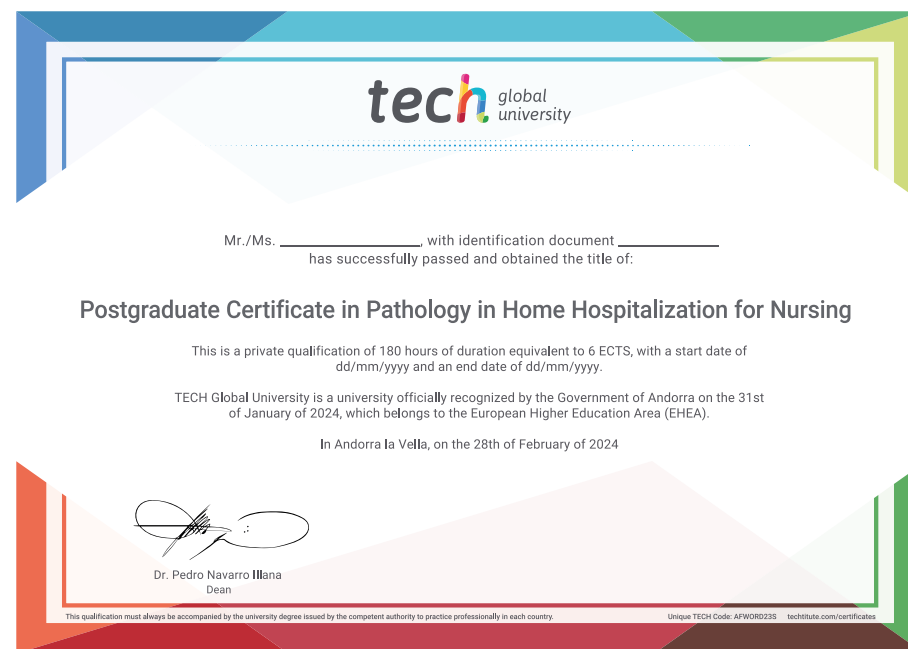 tech global
university
Mr./Ms. ____________, with identification document ____________
has successfully passed and obtained the title of:
Postgraduate Certificate in Pathology in Home Hospitalization for Nursing
This is a private qualification of 180 hours of duration equivalent to 6 ECTS, with a start date of
dd/mm/yyyy and an end date of dd/mm/yyyy.
TECH Global University is a university officially recognized by the Government of Andorra on the 31st
of January of 2024, which belongs to the European Higher Education Area (EHEA).
In Andorra la Vella, on the 28th of February of 2024
Dr. Pedro Navarro Illana
Dean
This qualification must always be accompanied by the university degree issued by the competent authority to practice professionally in each country.
Unique TECH Code: AFWORD23S techtitute.com/certificates